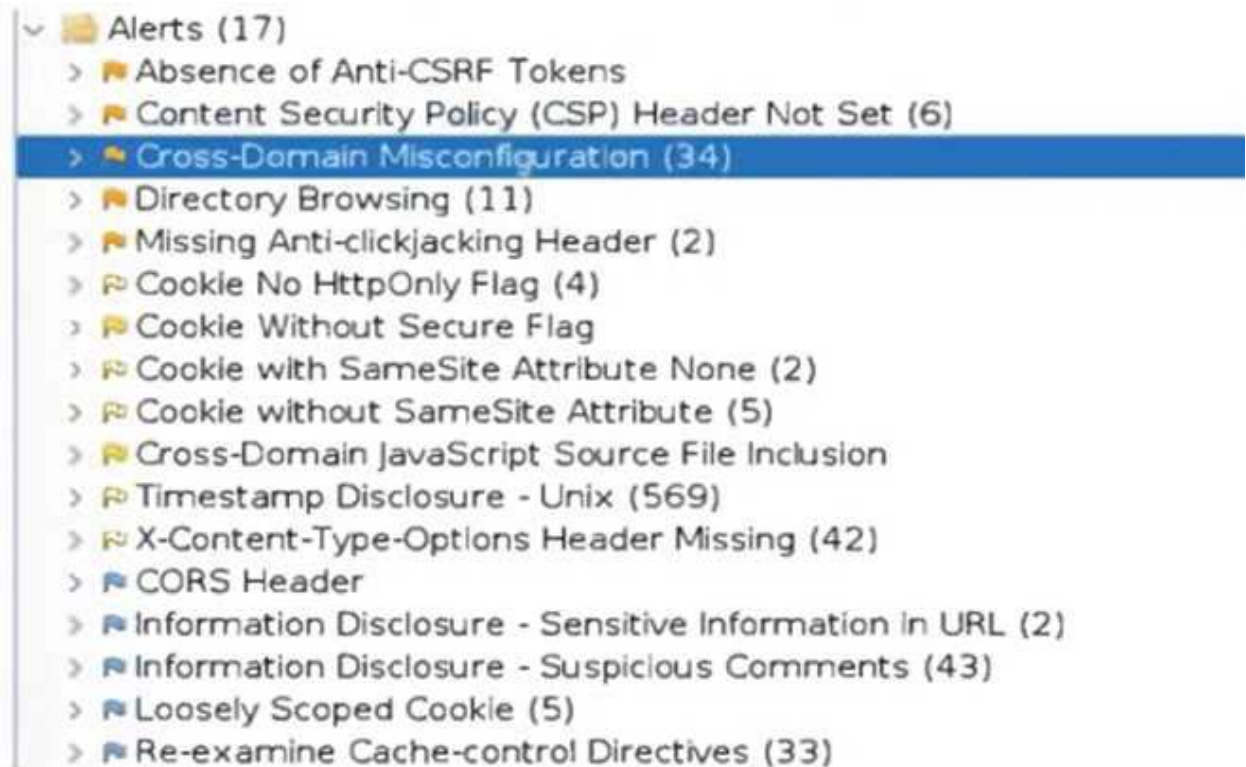 Alerts (17)
Absence of Anti-CSRF Tokens
Content Security Policy (CSP) Header Not Set (6)
Cross-Domain Misconfiguration (34)
Directory Browsing (11)
Missing Anti-clickjacking Header (2)
Cookie No HttpOnly Flag (4)
Cookie Without Secure Flag
Cookie with SameSite Attribute None (2)
Cookie without SameSite Attribute (5)
Cross-Domain JavaScript Source File Inclusion
Timestamp Disclosure - Unix (569)
X-Content-Type-Options Header Missing (42)
CORS Header
Information Disclosure - Sensitive Information in URL (2)
Information Disclosure - Suspicious Comments (43)
Loosely Scoped Cookie (5)
Re-examine Cache-control Directives (33)